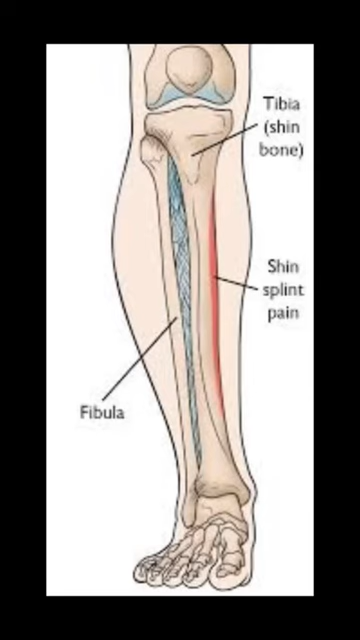 Tibia
(shin
bone)
Shin
splint
pain
Fibula